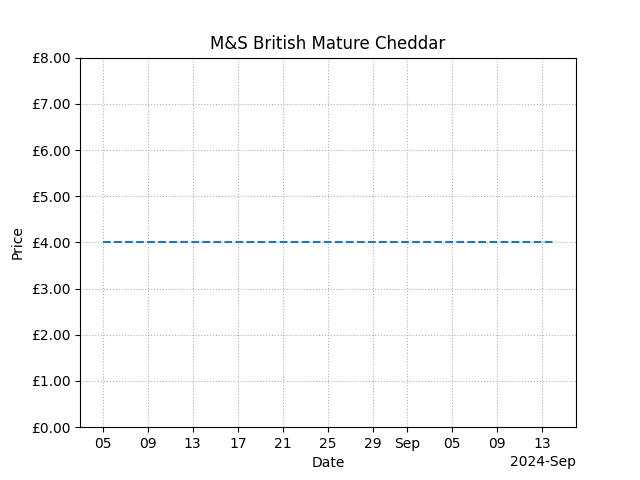 M&S British Mature Cheddar
£8.00
£7.00
£6.00
£5.00
£4.00
£3.00
£2.00
£1.00
£0.00
Price
05 09 13 17 21 25 29 Sep 05 09 13
Date
2024-Sep